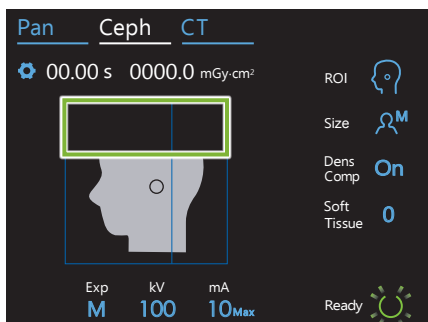 Pan Ceph CT
00.00 s 0000.0 mGy·cm²
ROI
Size M
Dens
Comp On
Soft
Tissue 0
Exp kV mA
M 100 10Max
Ready